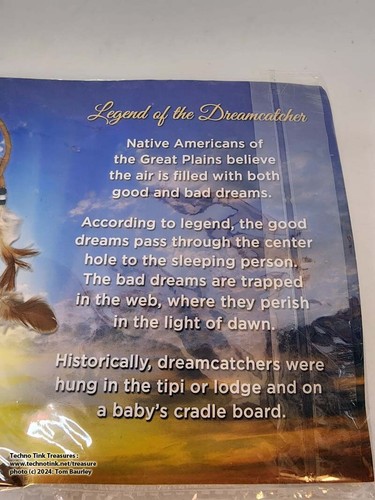 Legend of the Dreamcatcher
Native Americans of
the Great Plains believe
the air is filled with both
good and bad dreams.
According to legend, the good
dreams pass through the center
hole to the sleeping person.
The bad dreams are trapped
in the web, where they perish
in the light of dawn.
Historically, dreamcatchers were
hung in the tipi or lodge and on
a baby's cradle board.
Techno Tink Treasures :
www.technotink.net/treasure
photo (c) 2024: Tom Baurley